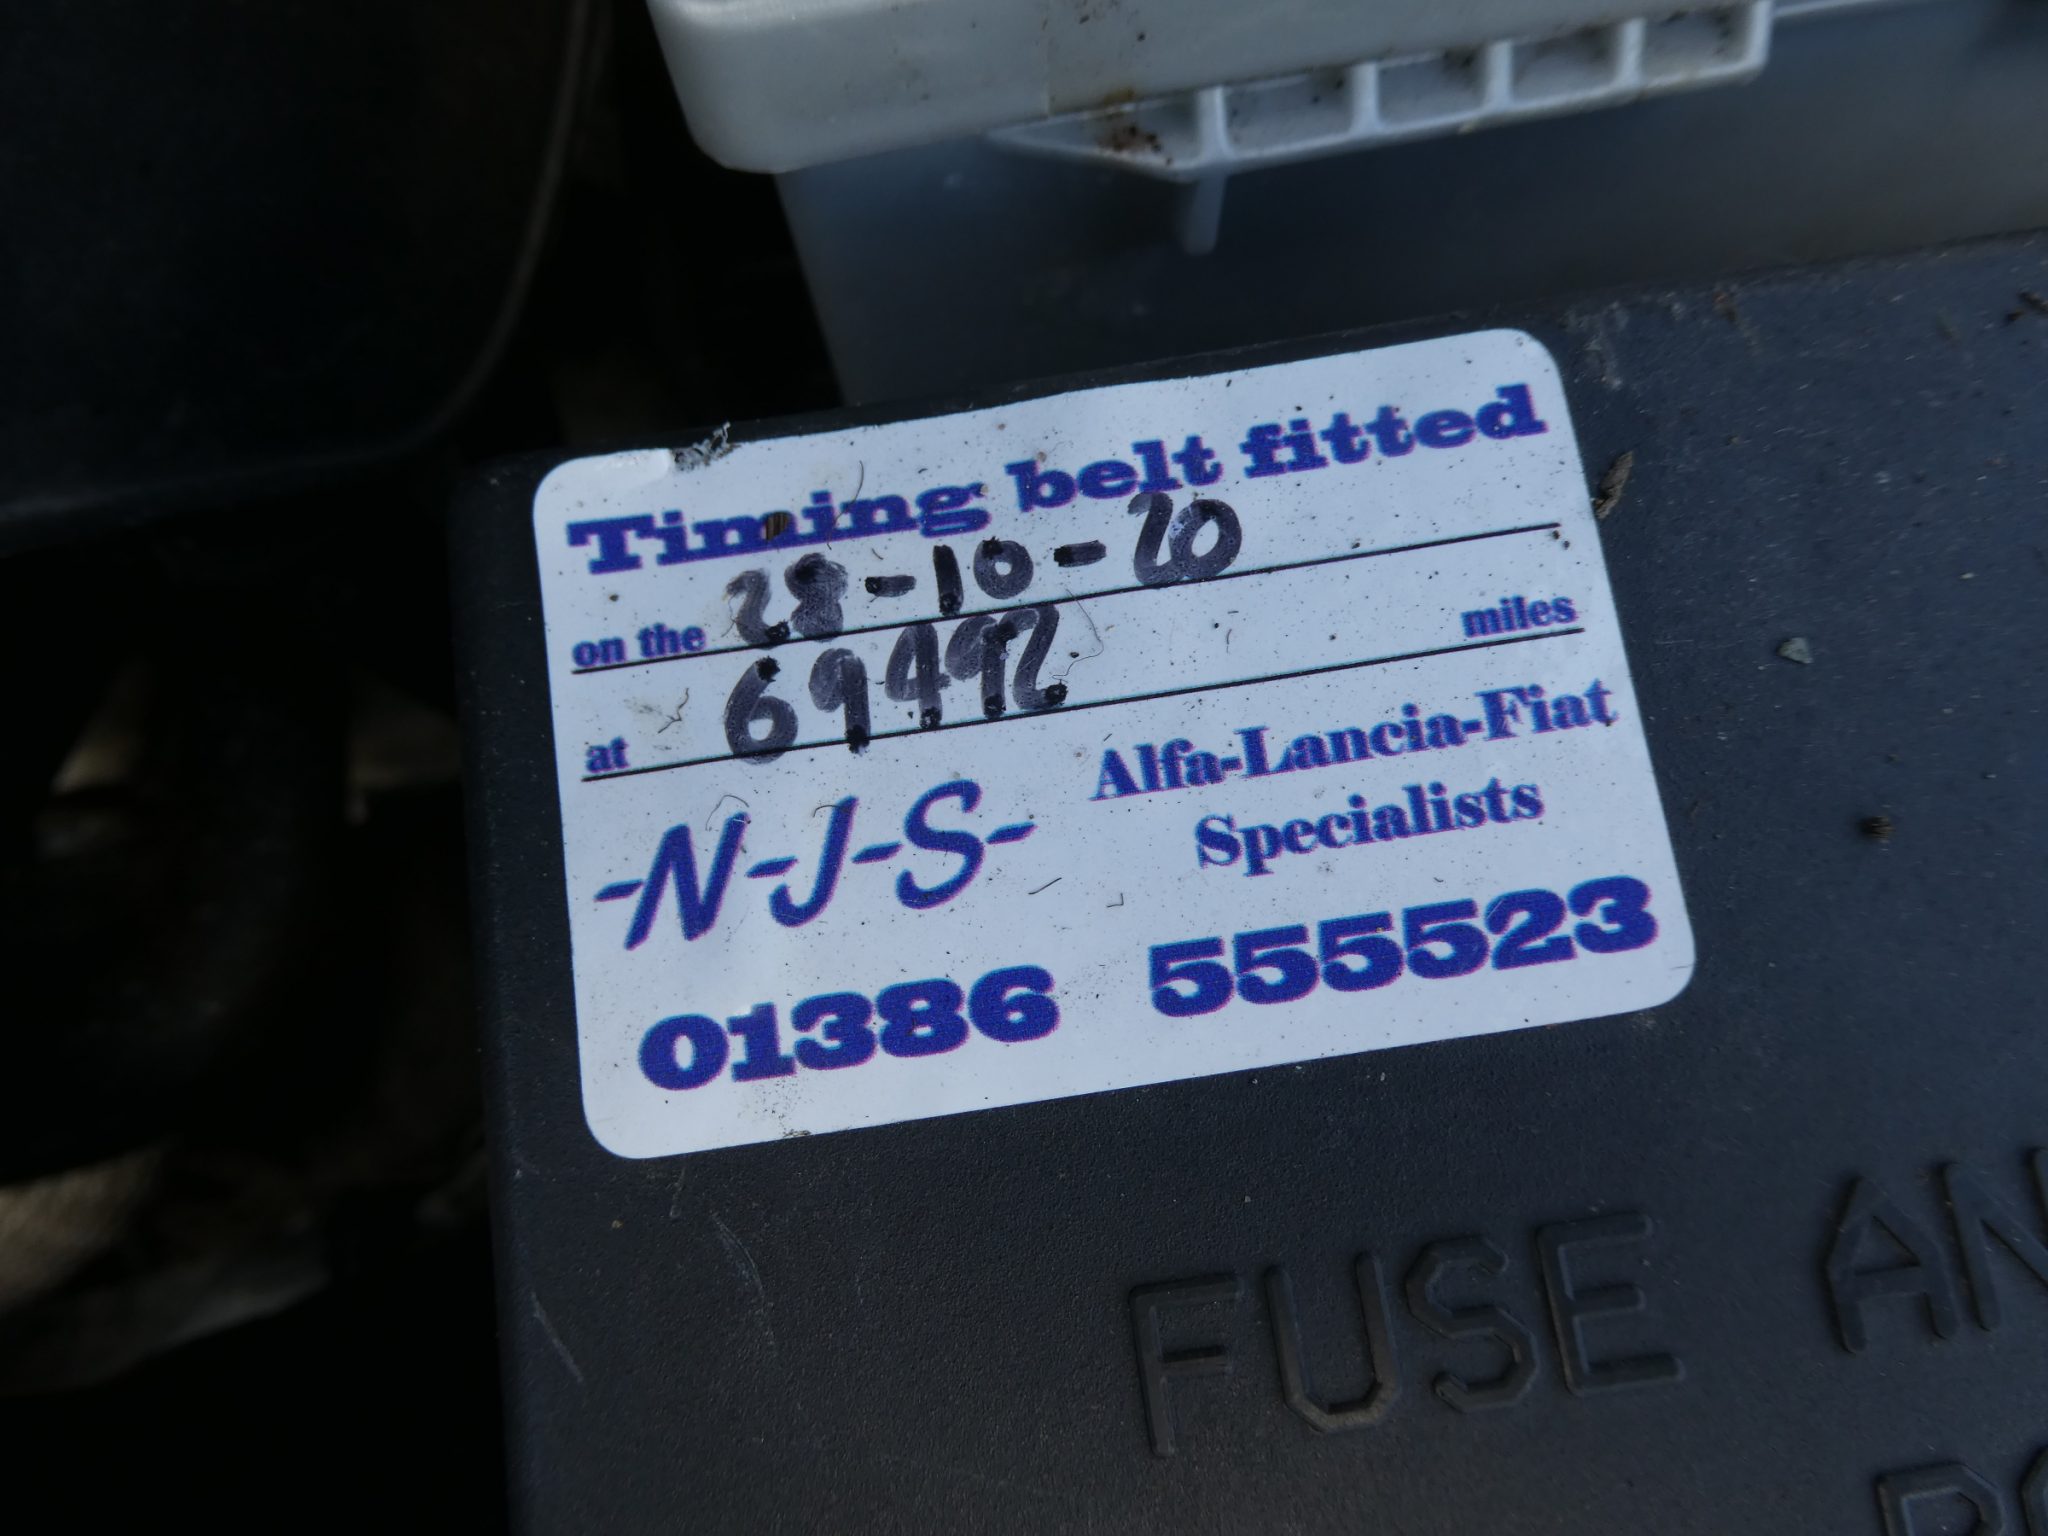 Timing belt fitted
on the 28-10-20
at 69492 miles
-N-J-S- Alfa-Lancia-Fiat
Specialists
01386 555523
FUSE